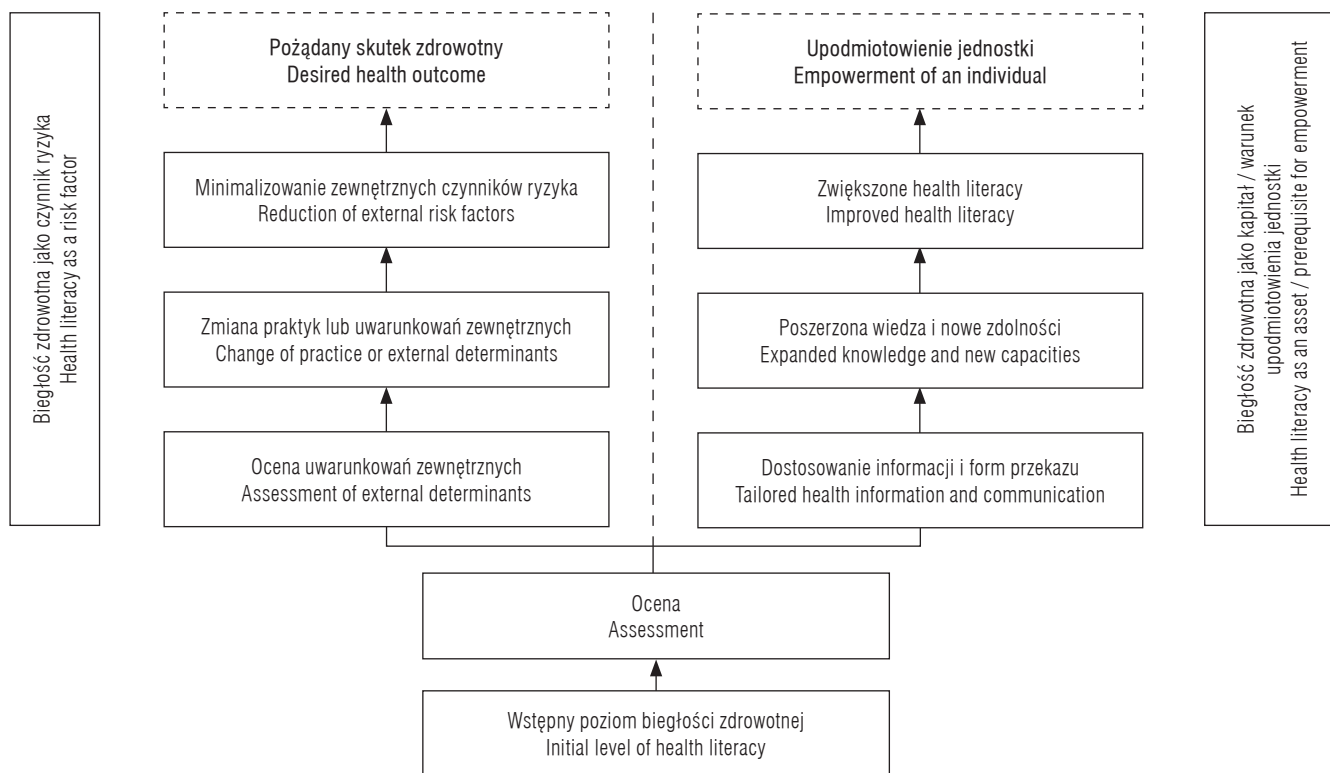 Biegłość zdrowotna jako czynnik ryzyka
Health literacy as a risk factor
Pożądany skutek zdrowotny
Desired health outcome
Minimalizowanie zewnętrznych czynników ryzyka
Reduction of external risk factors
Zmiana praktyk lub uwarunkowań zewnętrznych
Change of practice or external determinants
Ocena uwarunkowań zewnętrznych
Assessment of external determinants
Upodmiotowienie jednostki
Empowerment of an individual
Zwiększone health literacy
Improved health literacy
Poszerzona wiedza i nowe zdolności
Expanded knowledge and new capacities
Dostosowanie informacji i form przekazu
Tailored health information and communication
Biegłość zdrowotna jako kapitał / warunek
upodmiotowienia jednostki
Health literacy as an asset / prerequisite for empowerment
Ocena
Assessment
Wstępny poziom biegłości zdrowotnej
Initial level of health literacy